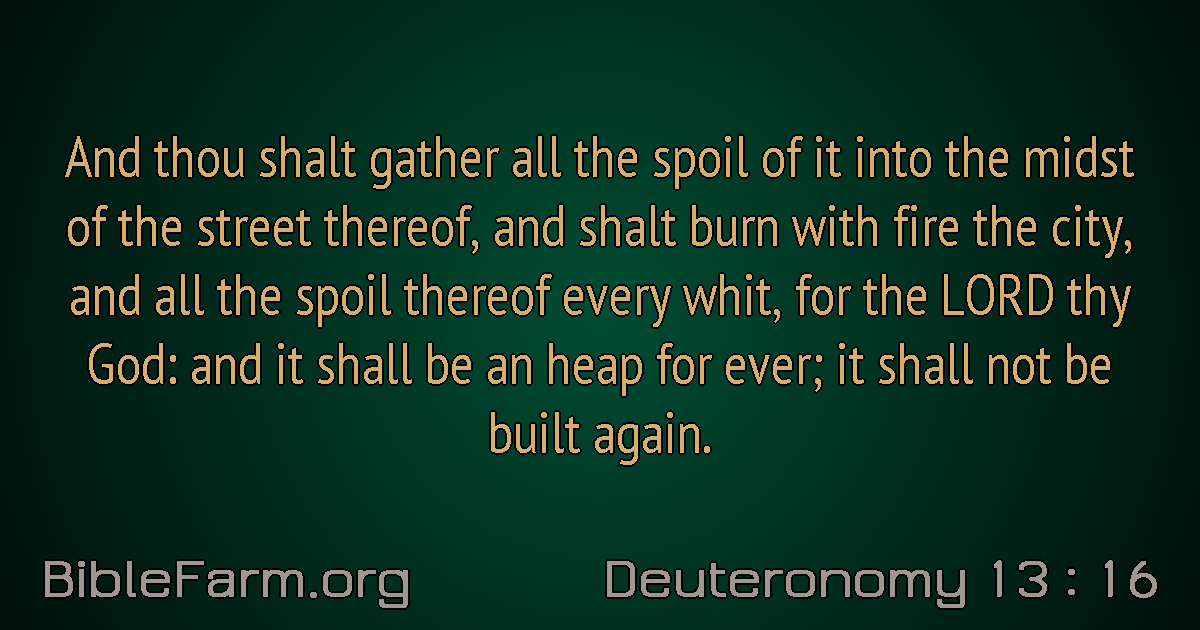 And thou shalt gather all the spoil of it into the midst
of the street thereof, and shalt burn with fire the city,
and all the spoil thereof every whit, for the LORD thy
God: and it shall be an heap for ever; it shall not be
built again.
BibleFarm.org
Deuteronomy 13 : 16